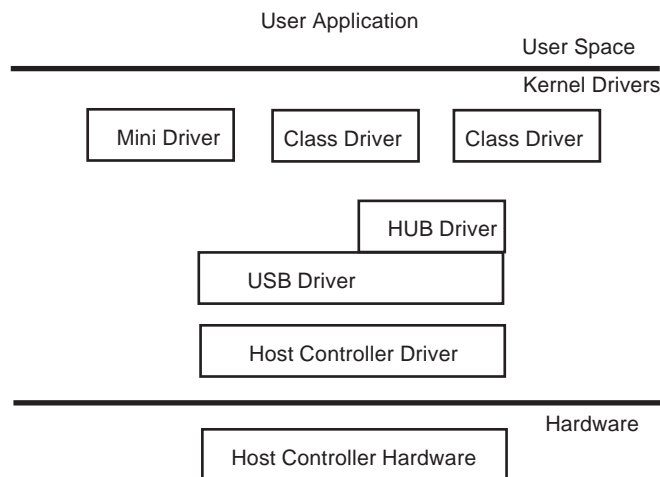 User Application
User Space
Kernel Drivers
Mini Driver
Class Driver
Class Driver
HUB Driver
USB Driver
Host Controller Driver
Hardware
Host Controller Hardware